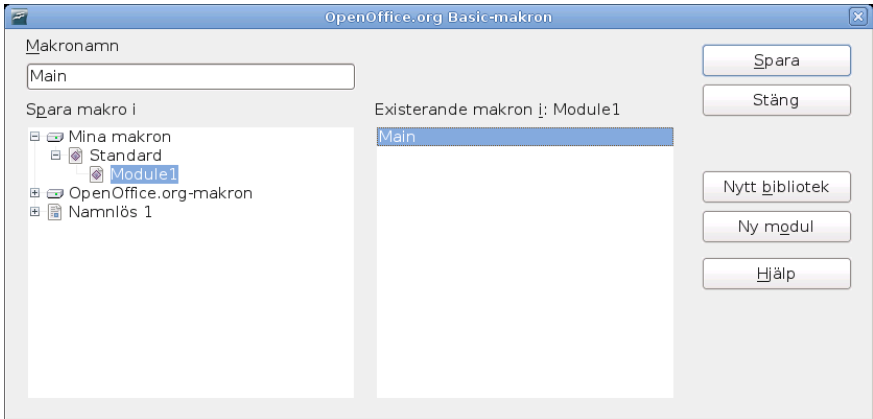 OpenOffice.org Basic-makron
Makronamn
Main
Spara makro i
Mina makron
Standard
Module1
OpenOffice.org-makron
Namnlös 1
Existerande makron i: Module1
Main
Spara
Stäng
Nytt bibliotek
Ny modul
Hjälp